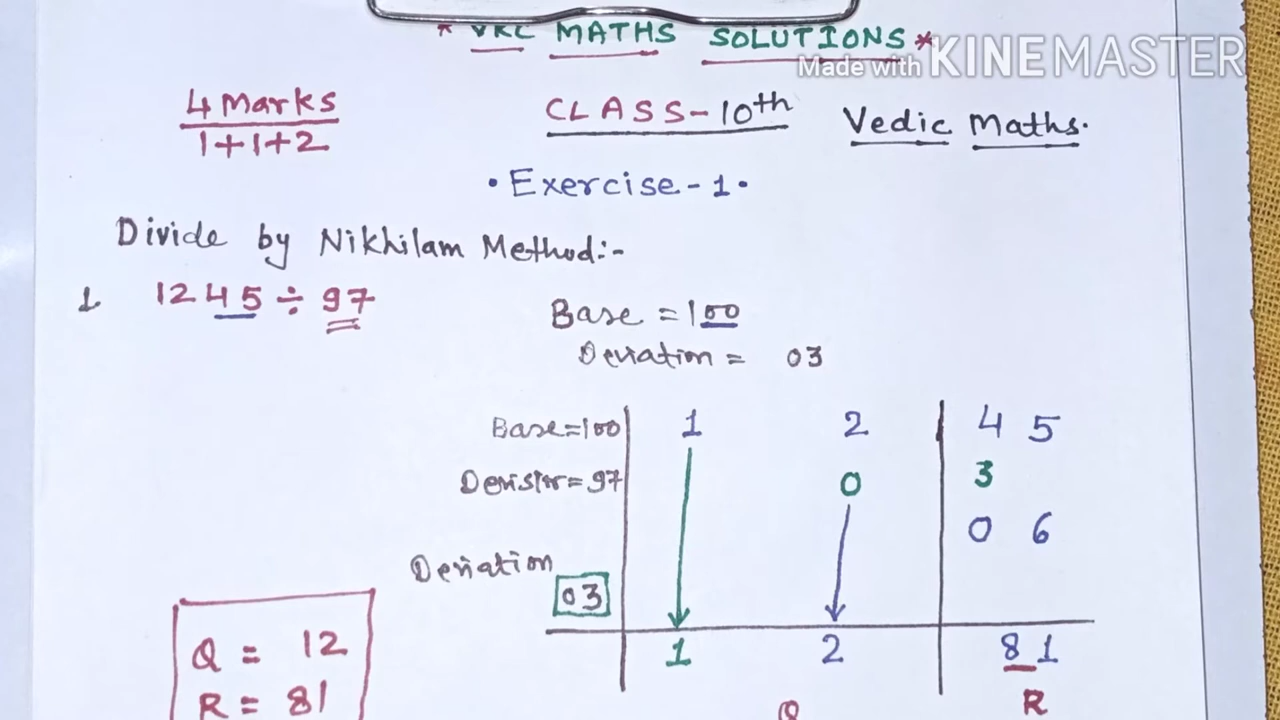 * VKC MATHS SOLUTIONS *
Made with KINEMASTER
4 Marks
1+1+2
CLASS-10th
Vedic Maths.
• Exercise-1 •
Divide by Nikhilam Method:-
1 1245 ÷ 97
Base = 100
Deviation = 03
Base=100 1 2 4 5
Devisor=97 0 3
0 6
Deviation
03
1 2 81
Q R
Q = 12
R = 81